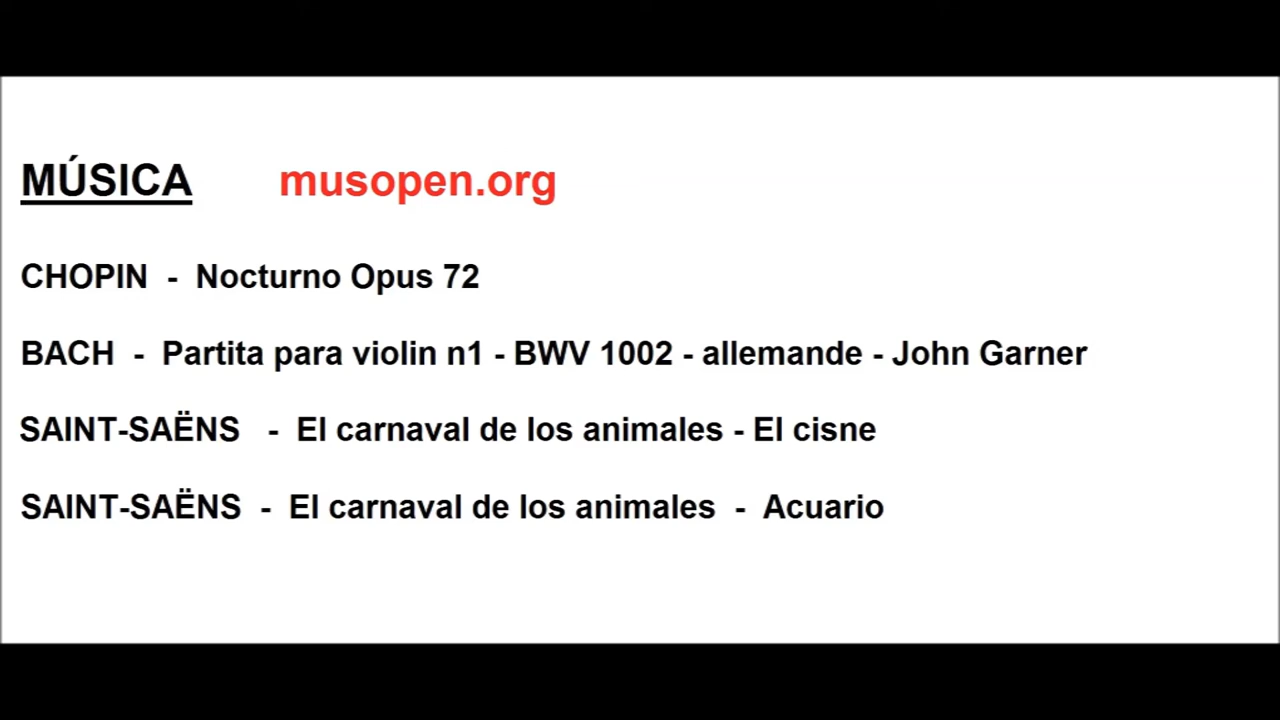 MÚSICA musopen.org
CHOPIN - Nocturno Opus 72
BACH - Partita para violin n1 - BWV 1002 - allemande - John Garner
SAINT-SAËNS - El carnaval de los animales - El cisne
SAINT-SAËNS - El carnaval de los animales - Acuario